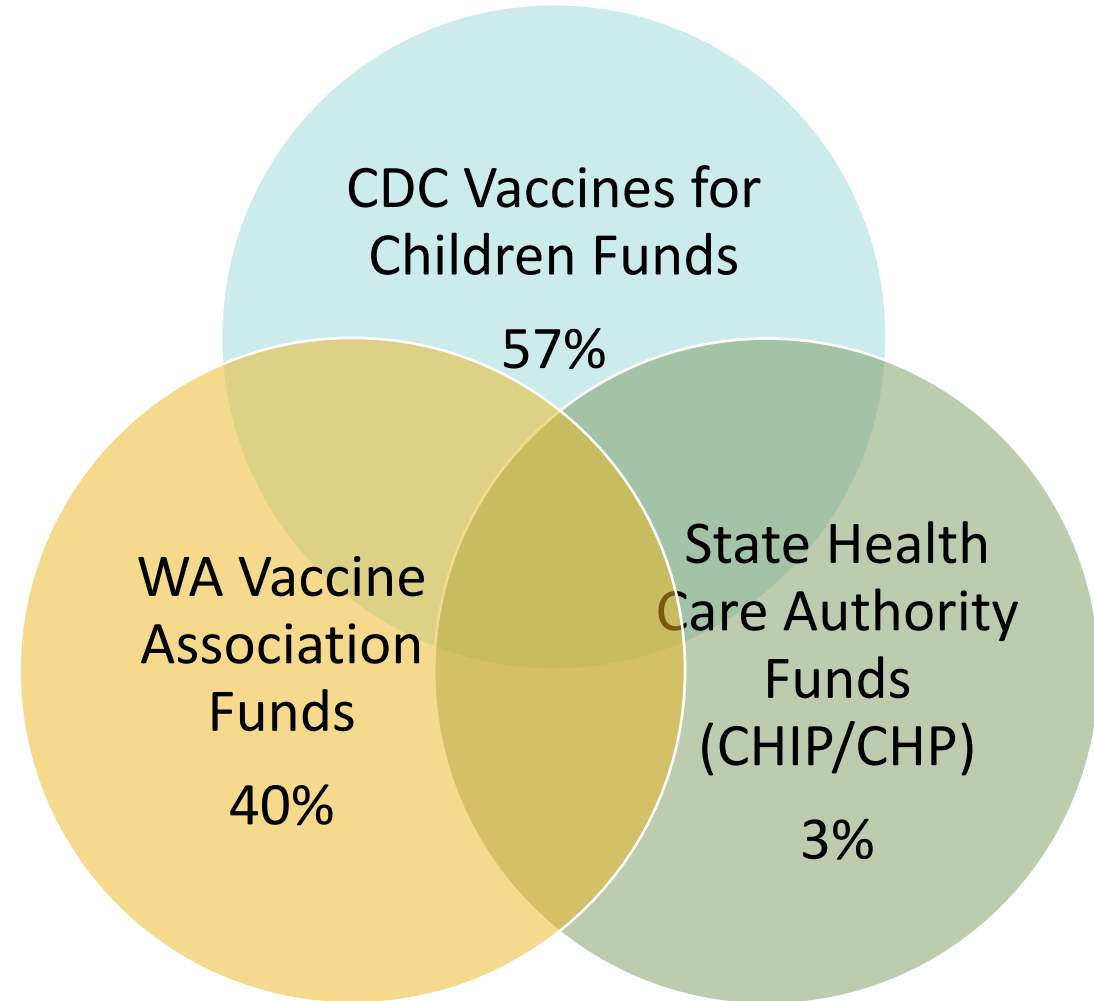 CDC Vaccines for
Children Funds
57%
WA Vaccine
Association
Funds
40%
State Health
Care Authority
Funds
(CHIP/CHP)
3%